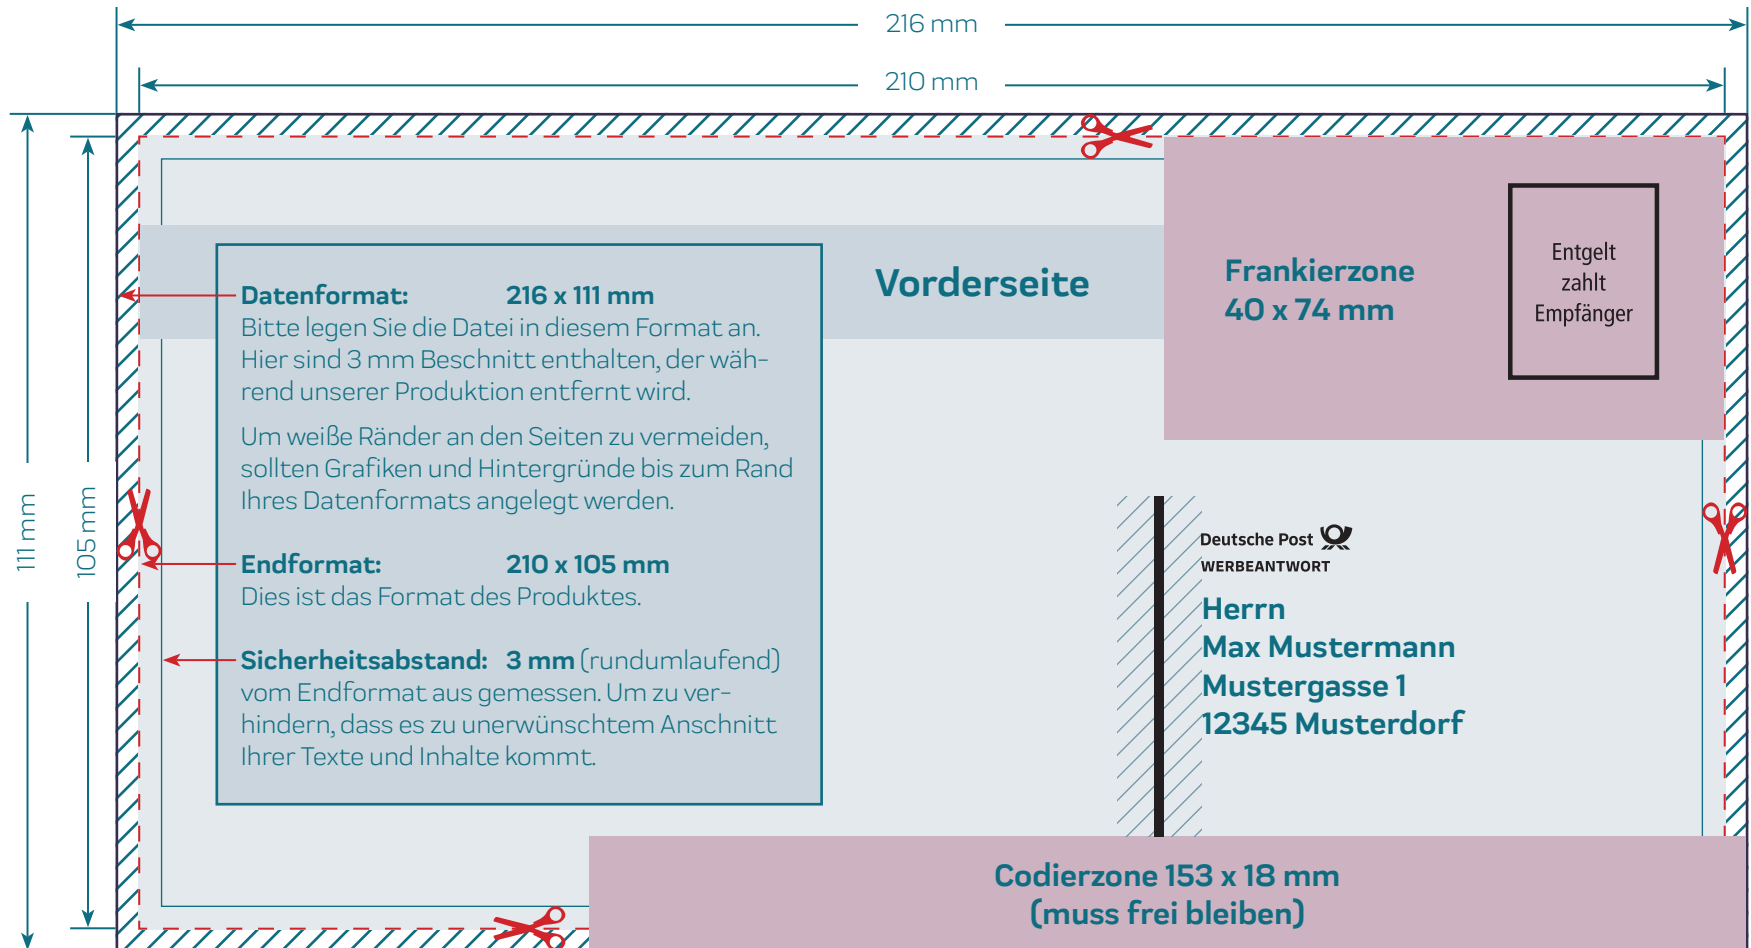 216 mm
210 mm
111 mm
105 mm
Datenformat: 216 x 111 mm
Bitte legen Sie die Datei in diesem Format an.
Hier sind 3 mm Beschnitt enthalten, der wäh-
rend unserer Produktion entfernt wird.
Um weiße Ränder an den Seiten zu vermeiden,
sollten Grafiken und Hintergründe bis zum Rand
Ihres Datenformats angelegt werden.
Endformat: 210 x 105 mm
Dies ist das Format des Produktes.
Sicherheitsabstand: 3 mm (rundumlaufend)
vom Endformat aus gemessen. Um zu ver-
hindern, dass es zu unerwünschtem Anschnitt
Ihrer Texte und Inhalte kommt.
Vorderseite
Frankierzone
40 x 74 mm
Entgelt
zahlt
Empfänger
Deutsche Post
WERBEANTWORT
Herrn
Max Mustermann
Mustergasse 1
12345 Musterdorf
Codierzone 153 x 18 mm
(muss frei bleiben)